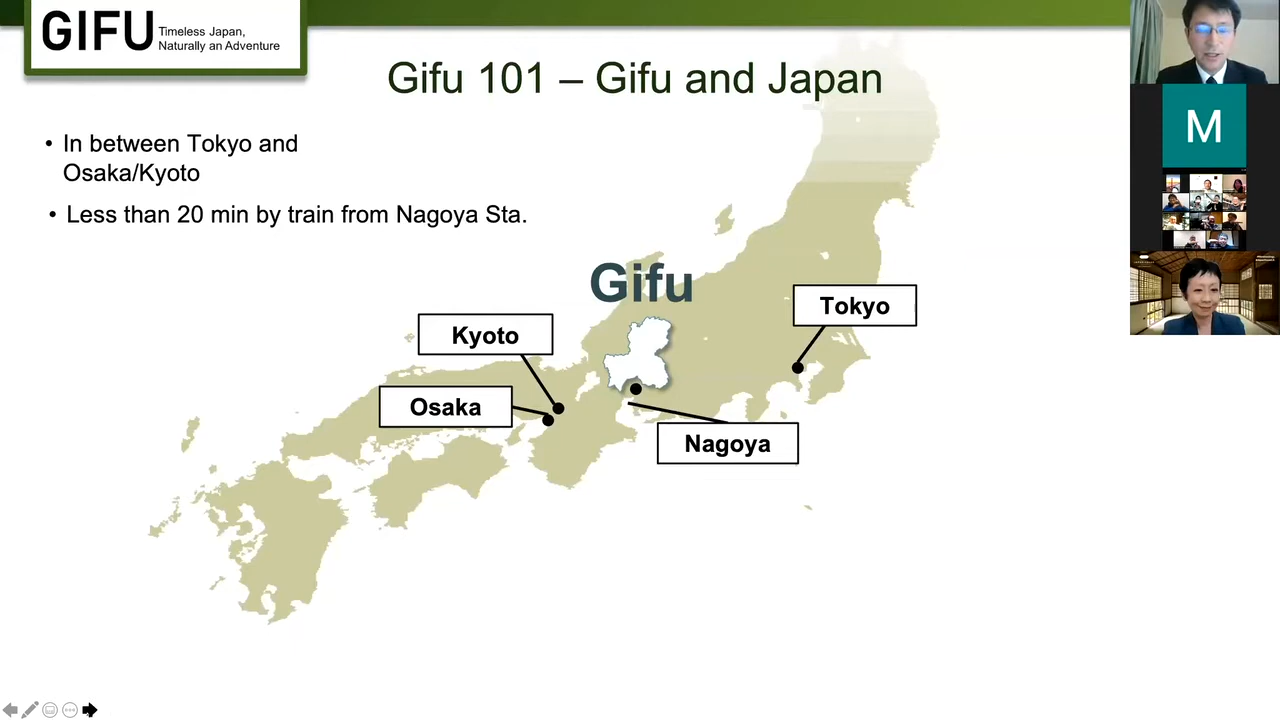 GIFU
Timeless Japan,
Naturally an Adventure
Gifu 101 – Gifu and Japan
• In between Tokyo and
Osaka/Kyoto
• Less than 20 min by train from Nagoya Sta.
Gifu
Tokyo
Kyoto
Osaka
Nagoya
M